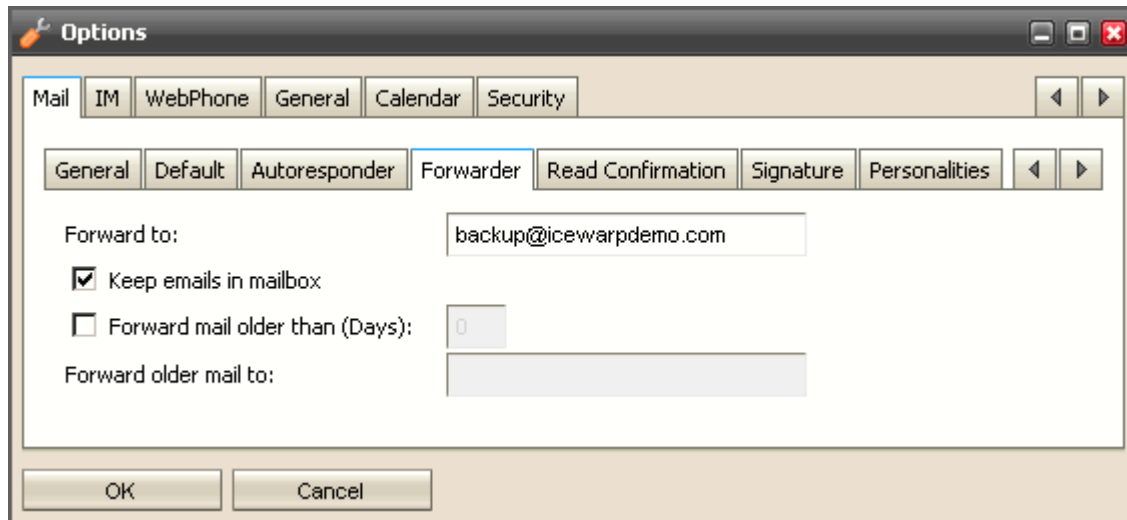 Options
Mail IM WebPhone General Calendar Security
General Default Autoresponder Forwarder Read Confirmation Signature Personalities
Forward to: backup@icewarpdemo.com
Keep emails in mailbox
Forward mail older than (Days): 0
Forward older mail to:
OK Cancel